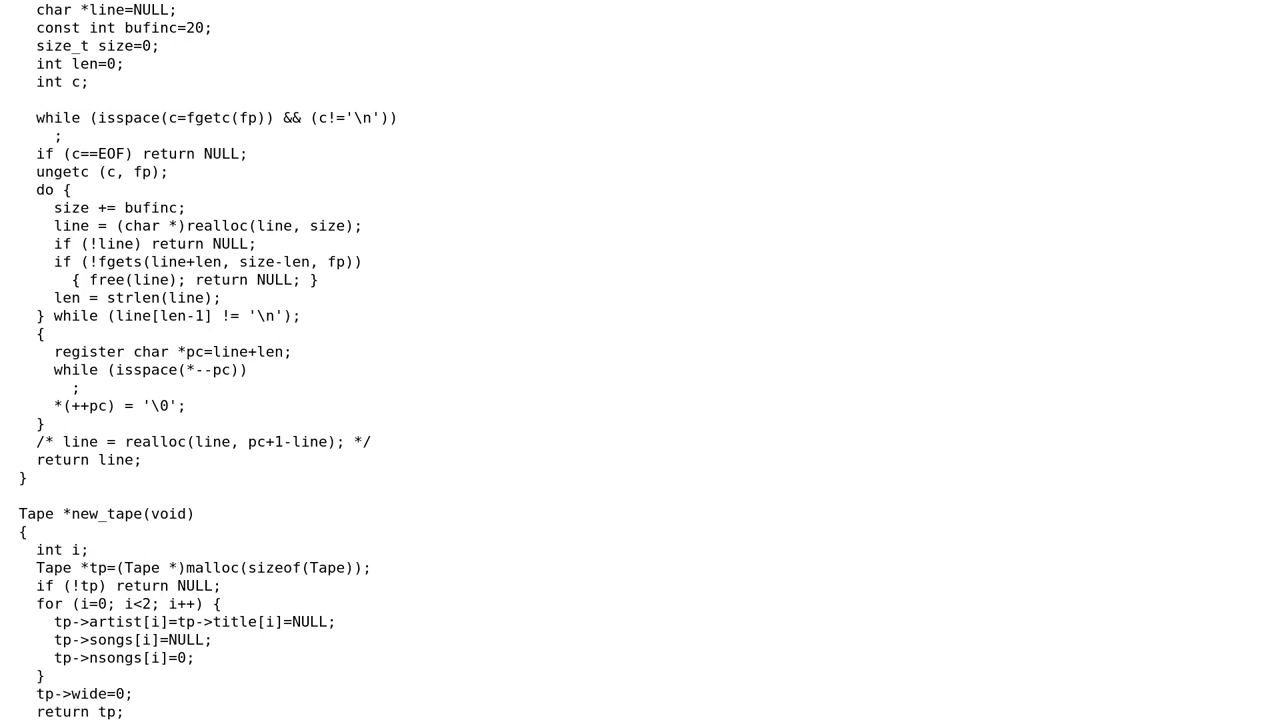 char *line=NULL;
const int bufinc=20;
size_t size=0;
int len=0;
int c;
while (isspace(c=fgetc(fp)) && (c!='\n'))
;
if (c==EOF) return NULL;
ungetc (c, fp);
do {
size += bufinc;
line = (char *)realloc(line, size);
if (!line) return NULL;
if (!fgets(line+len, size-len, fp))
{ free(line); return NULL; }
len = strlen(line);
} while (line[len-1] != '\n');
{
register char *pc=line+len;
while (isspace(*--pc))
;
*(++pc) = '\0';
}
/* line = realloc(line, pc+1-line); */
return line;
}
Tape *new_tape(void)
{
int i;
Tape *tp=(Tape *)malloc(sizeof(Tape));
if (!tp) return NULL;
for (i=0; i<2; i++) {
tp->artist[i]=tp->title[i]=NULL;
tp->songs[i]=NULL;
tp->nsongs[i]=0;
}
tp->wide=0;
return tp;